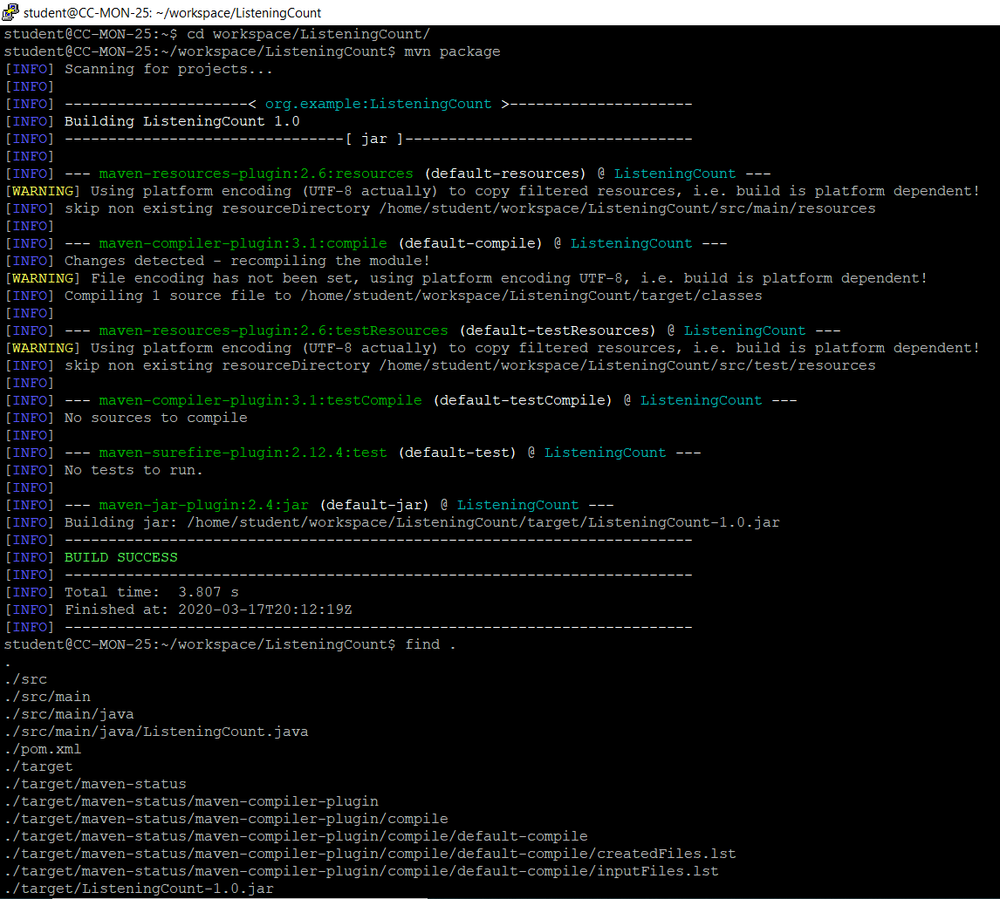 student@CC-MON-25: ~/workspace/ListeningCount
student@CC-MON-25:~$ cd workspace/ListeningCount/
student@CC-MON-25:~/workspace/ListeningCount$ mvn package
[INFO] Scanning for projects...
[INFO]
[INFO] ---------------------< org.example:ListeningCount >---------------------
[INFO] Building ListeningCount 1.0
[INFO] --------------------------------[ jar ]---------------------------------
[INFO]
[INFO] --- maven-resources-plugin:2.6:resources (default-resources) @ ListeningCount ---
[WARNING] Using platform encoding (UTF-8 actually) to copy filtered resources, i.e. build is platform dependent!
[INFO] skip non existing resourceDirectory /home/student/workspace/ListeningCount/src/main/resources
[INFO]
[INFO] --- maven-compiler-plugin:3.1:compile (default-compile) @ ListeningCount ---
[INFO] Changes detected - recompiling the module!
[WARNING] File encoding has not been set, using platform encoding UTF-8, i.e. build is platform dependent!
[INFO] Compiling 1 source file to /home/student/workspace/ListeningCount/target/classes
[INFO]
[INFO] --- maven-resources-plugin:2.6:testResources (default-testResources) @ ListeningCount ---
[WARNING] Using platform encoding (UTF-8 actually) to copy filtered resources, i.e. build is platform dependent!
[INFO] skip non existing resourceDirectory /home/student/workspace/ListeningCount/src/test/resources
[INFO]
[INFO] --- maven-compiler-plugin:3.1:testCompile (default-testCompile) @ ListeningCount ---
[INFO] No sources to compile
[INFO]
[INFO] --- maven-surefire-plugin:2.12.4:test (default-test) @ ListeningCount ---
[INFO] No tests to run.
[INFO]
[INFO] --- maven-jar-plugin:2.4:jar (default-jar) @ ListeningCount ---
[INFO] Building jar: /home/student/workspace/ListeningCount/target/ListeningCount-1.0.jar
[INFO] ------------------------------------------------------------------------
[INFO] BUILD SUCCESS
[INFO] ------------------------------------------------------------------------
[INFO] Total time:  3.807 s
[INFO] Finished at: 2020-03-17T20:12:19Z
[INFO] ------------------------------------------------------------------------
student@CC-MON-25:~/workspace/ListeningCount$ find .
.
./src
./src/main
./src/main/java
./src/main/java/ListeningCount.java
./pom.xml
./target
./target/maven-status
./target/maven-status/maven-compiler-plugin
./target/maven-status/maven-compiler-plugin/compile
./target/maven-status/maven-compiler-plugin/compile/default-compile
./target/maven-status/maven-compiler-plugin/compile/default-compile/createdFiles.lst
./target/maven-status/maven-compiler-plugin/compile/default-compile/inputFiles.lst
./target/ListeningCount-1.0.jar